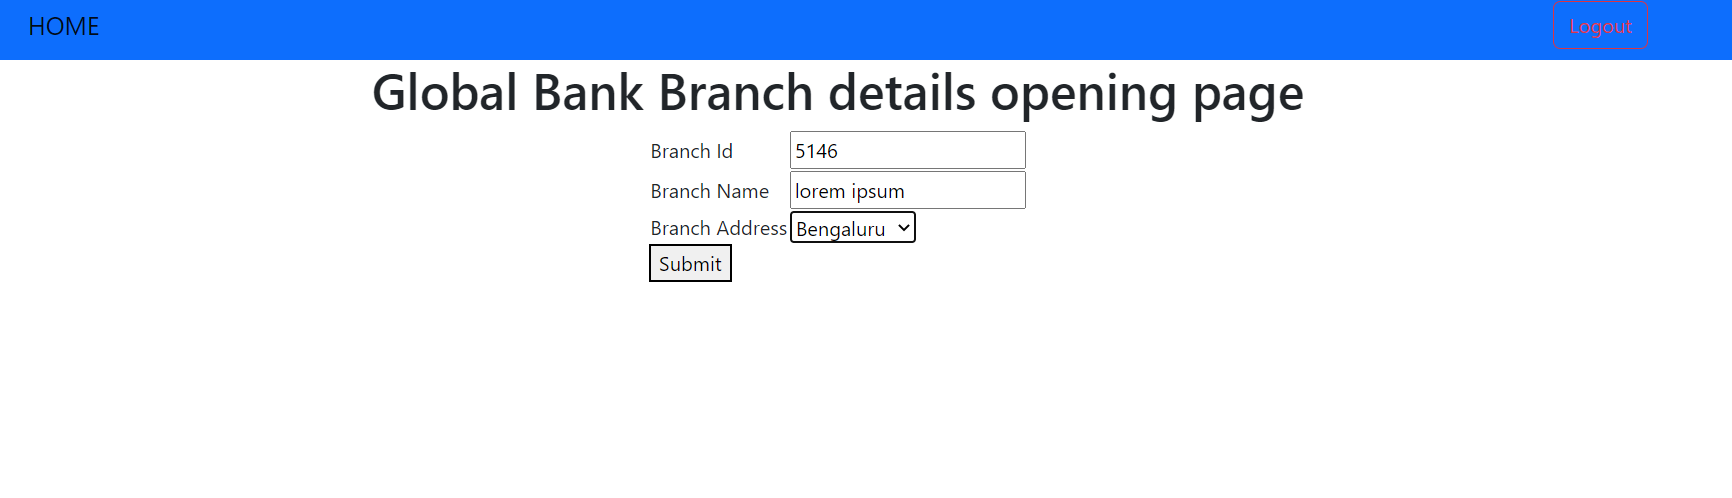 HOME Logout
Global Bank Branch details opening page
Branch Id 5146
Branch Name lorem ipsum
Branch Address Bengaluru
Submit